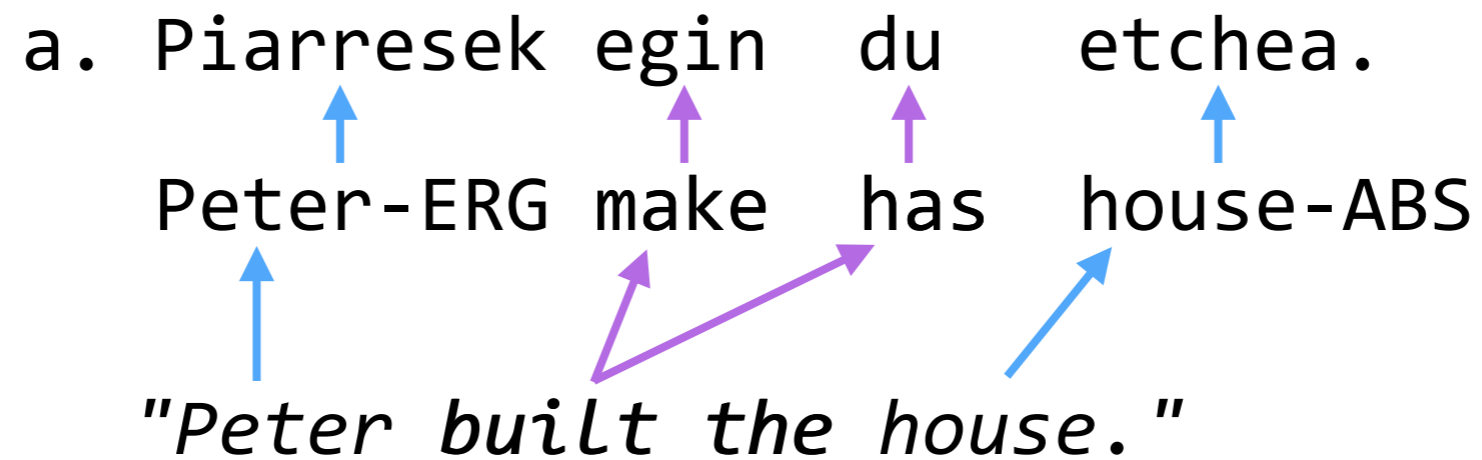 a. Piarresek egin du etchea.
Peter-ERG make has house-ABS
"Peter built the house."